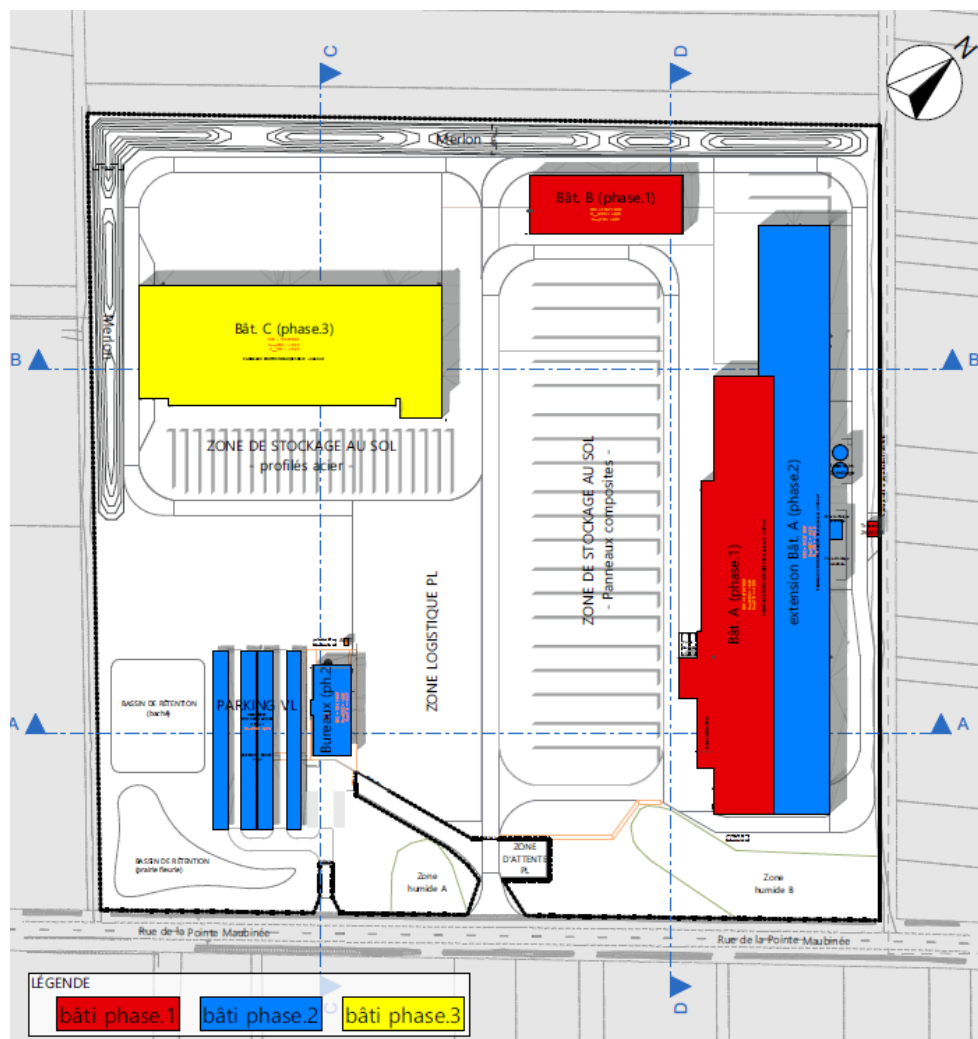 C
D
N
Merlon
Bât. B (phase.1)
Bât. C (phase.3)
Merlon
B
B
ZONE DE STOCKAGE AU SOL
- profilés acier -
ZONE DE STOCKAGE AU SOL
- Panneaux composites -
Bât. A (phase.1)
extension Bât. A (phase.2)
ZONE LOGISTIQUE PL
BASSIN DE RÉTENTION
(baché)
PARKING VL
Bureaux (ph.2)
A
A
BASSIN DE RÉTENTION
(prairie fleurie)
Zone
humide A
ZONE
D'ATTENTE
PL
Zone
humide B
Rue de la Pointe Maubinée
Rue de la Pointe Maubinée
LÉGENDE
bâti phase.1
bâti phase.2
bâti phase.3
C
D